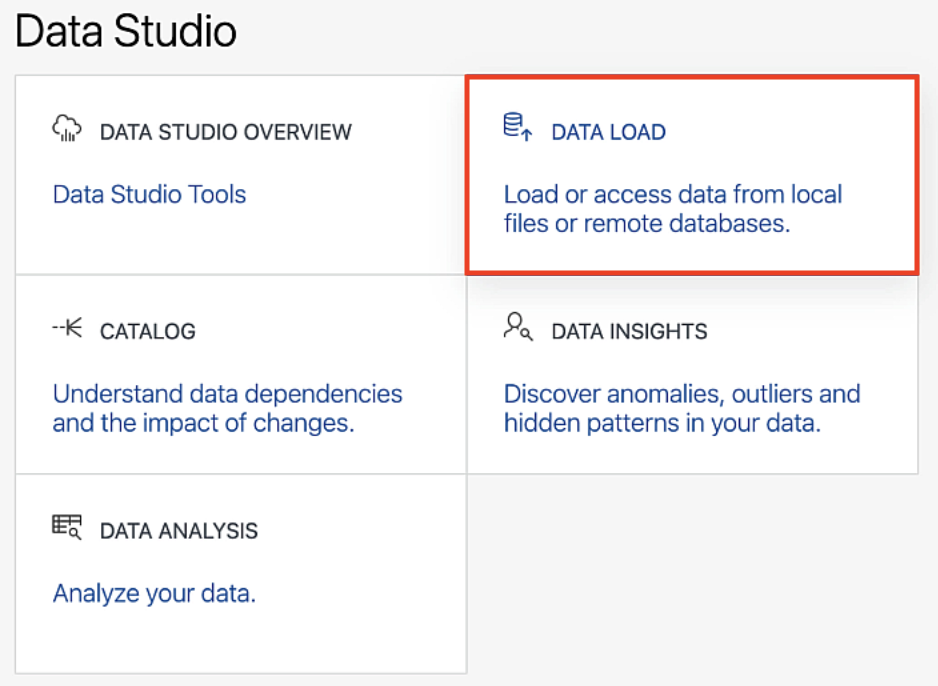 Data Studio
DATA STUDIO OVERVIEW
Data Studio Tools
DATA LOAD
Load or access data from local
files or remote databases.
CATALOG
Understand data dependencies
and the impact of changes.
DATA INSIGHTS
Discover anomalies, outliers and
hidden patterns in your data.
DATA ANALYSIS
Analyze your data.